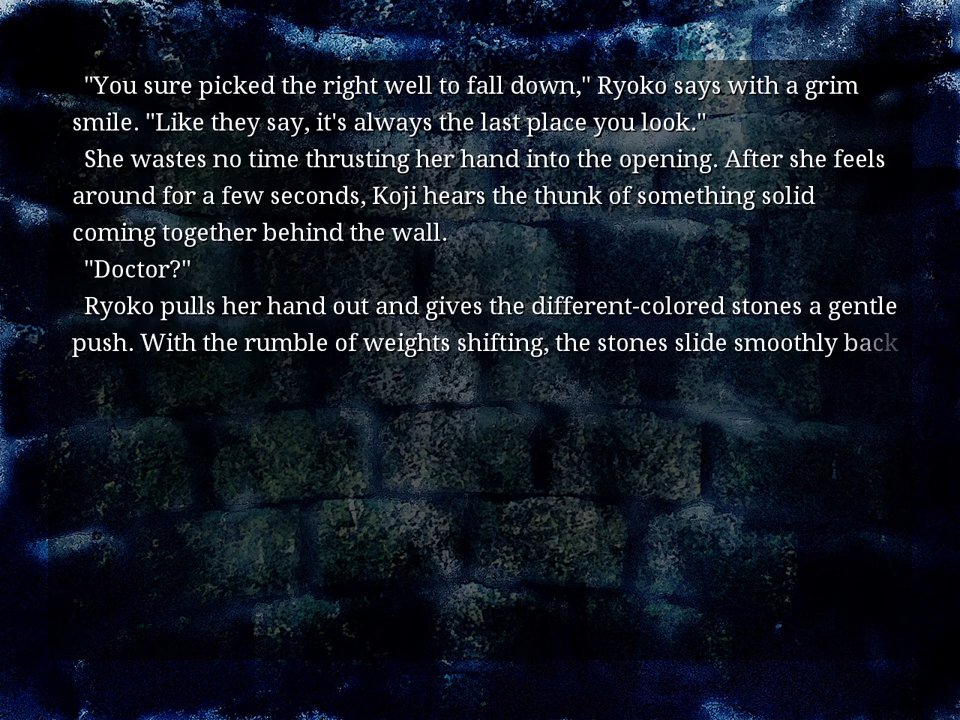 "You sure picked the right well to fall down," Ryoko says with a grim
smile. "Like they say, it's always the last place you look."
She wastes no time thrusting her hand into the opening. After she feels
around for a few seconds, Koji hears the thunk of something solid
coming together behind the wall.
"Doctor?"
Ryoko pulls her hand out and gives the different-colored stones a gentle
push. With the rumble of weights shifting, the stones slide smoothly back